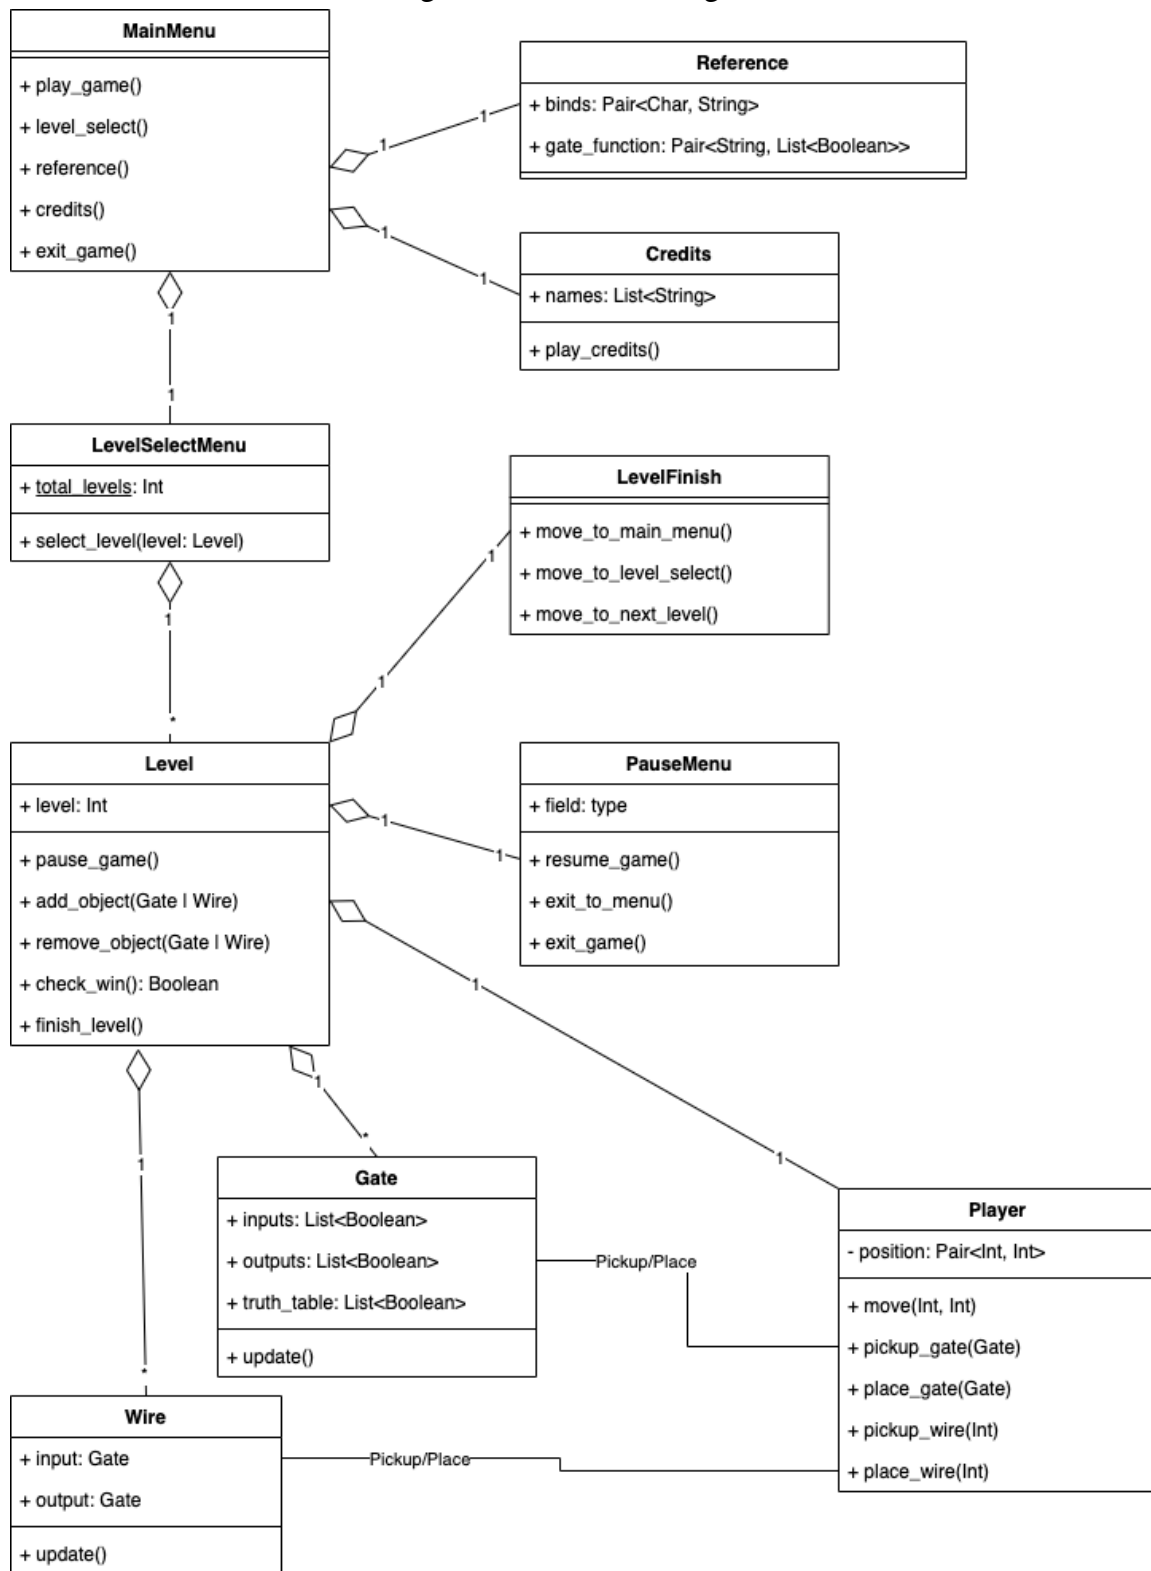 MainMenu
+ play_game()
+ level_select()
+ reference()
+ credits()
+ exit_game()
Reference
+ binds: Pair<Char, String>
+ gate_function: Pair<String, List<Boolean>>
1
1
1
1
Credits
+ names: List<String>
+ play_credits()
1
1
LevelSelectMenu
+ total_levels: Int
+ select_level(level: Level)
1
*
LevelFinish
+ move_to_main_menu()
+ move_to_level_select()
+ move_to_next_level()
1
1
Level
+ level: Int
+ pause_game()
+ add_object(Gate | Wire)
+ remove_object(Gate | Wire)
+ check_win(): Boolean
+ finish_level()
PauseMenu
+ field: type
+ resume_game()
+ exit_to_menu()
+ exit_game()
1
1
1
1
1
*
1
*
Gate
+ inputs: List<Boolean>
+ outputs: List<Boolean>
+ truth_table: List<Boolean>
+ update()
Pickup/Place
Player
- position: Pair<Int, Int>
+ move(Int, Int)
+ pickup_gate(Gate)
+ place_gate(Gate)
+ pickup_wire(Int)
+ place_wire(Int)
Wire
+ input: Gate
+ output: Gate
+ update()
Pickup/Place